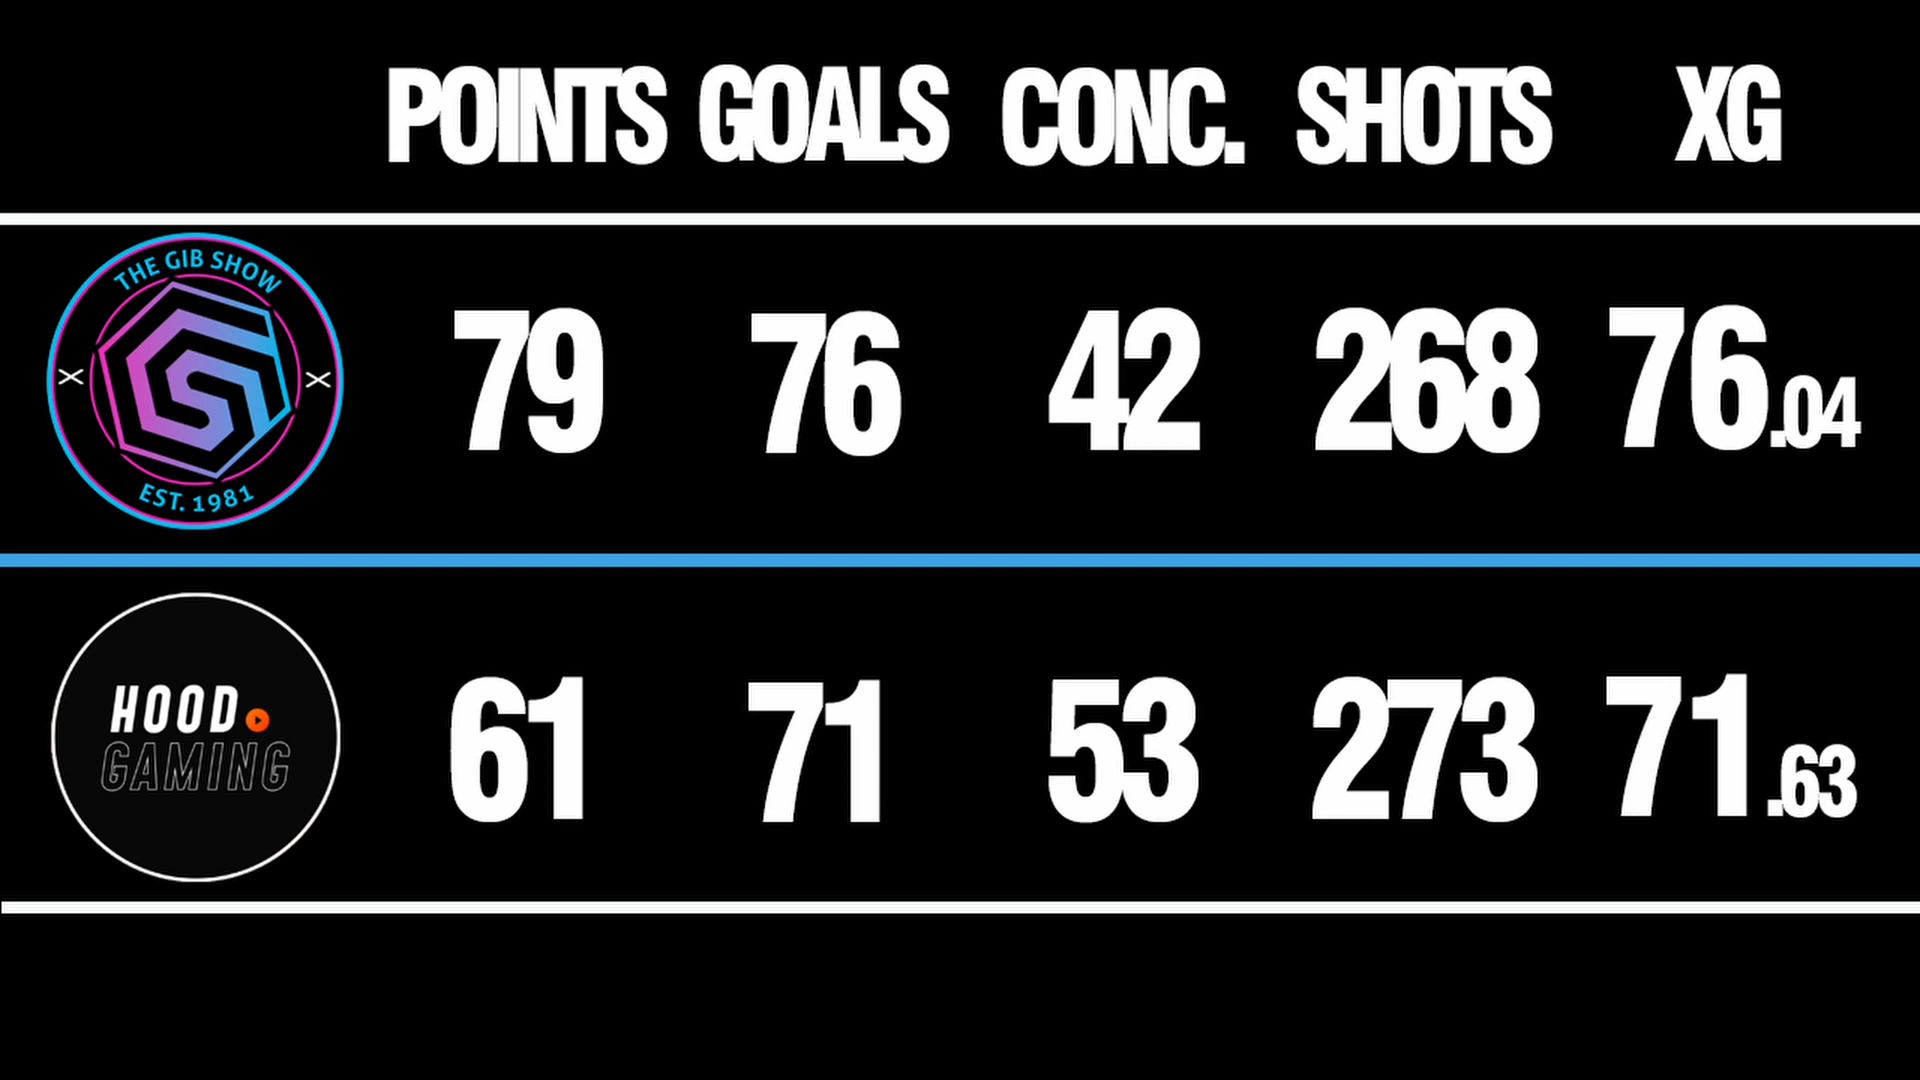 POINTS GOALS CONC. SHOTS XG
THE GIB SHOW
X X
EST. 1981
79 76 42 268 76.04
HOOD
GAMING
61 71 53 273 71.63